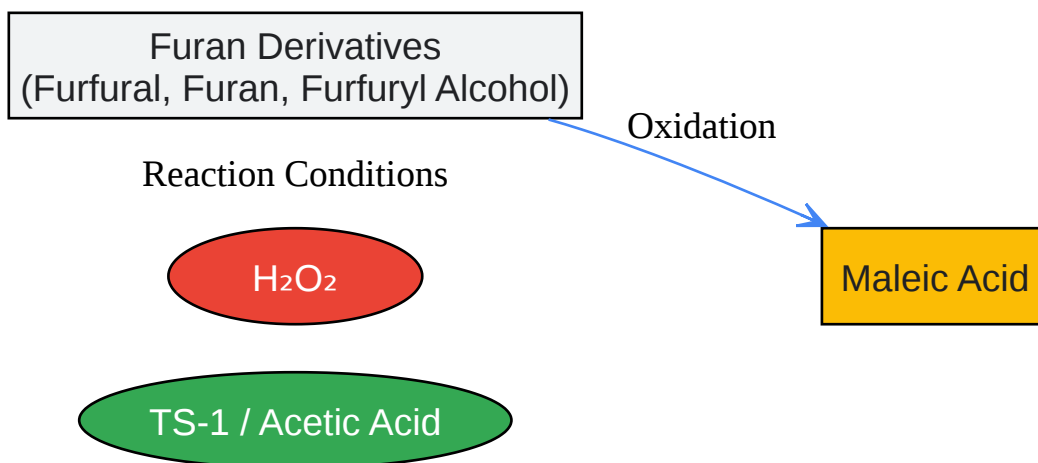 Furan Derivatives
(Furfural, Furan, Furfuryl Alcohol)
Oxidation
Reaction Conditions
H₂O₂
Maleic Acid
TS-1 / Acetic Acid